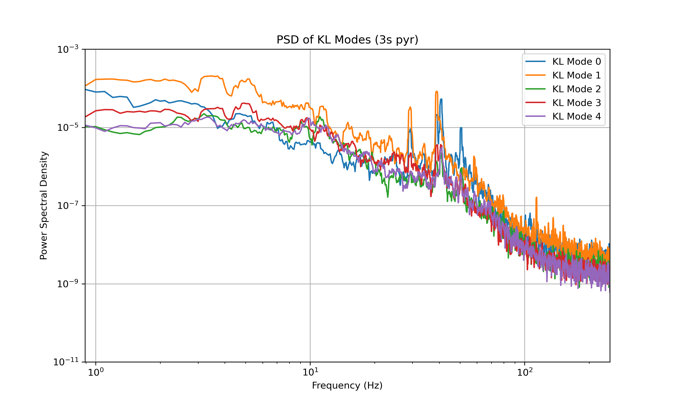 PSD of KL Modes (3s pyr)
Power Spectral Density
10⁻³
10⁻⁵
10⁻⁷
10⁻⁹
10⁻¹¹
KL Mode 0
KL Mode 1
KL Mode 2
KL Mode 3
KL Mode 4
10⁰ 10¹ 10²
Frequency (Hz)